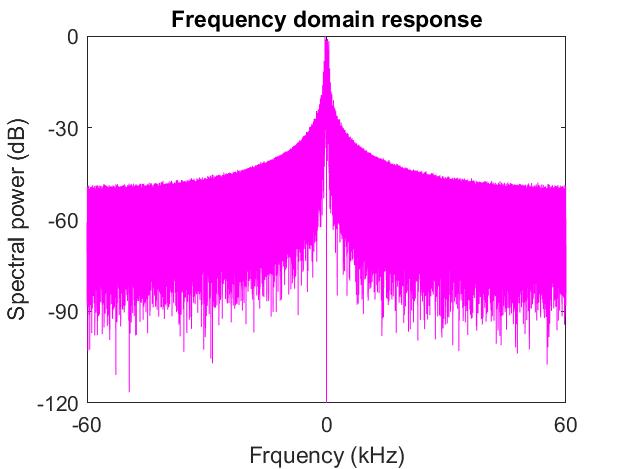 Frequency domain response
Spectral power (dB)
0
-30
-60
-90
-120
-60
0
60
Frquency (kHz)